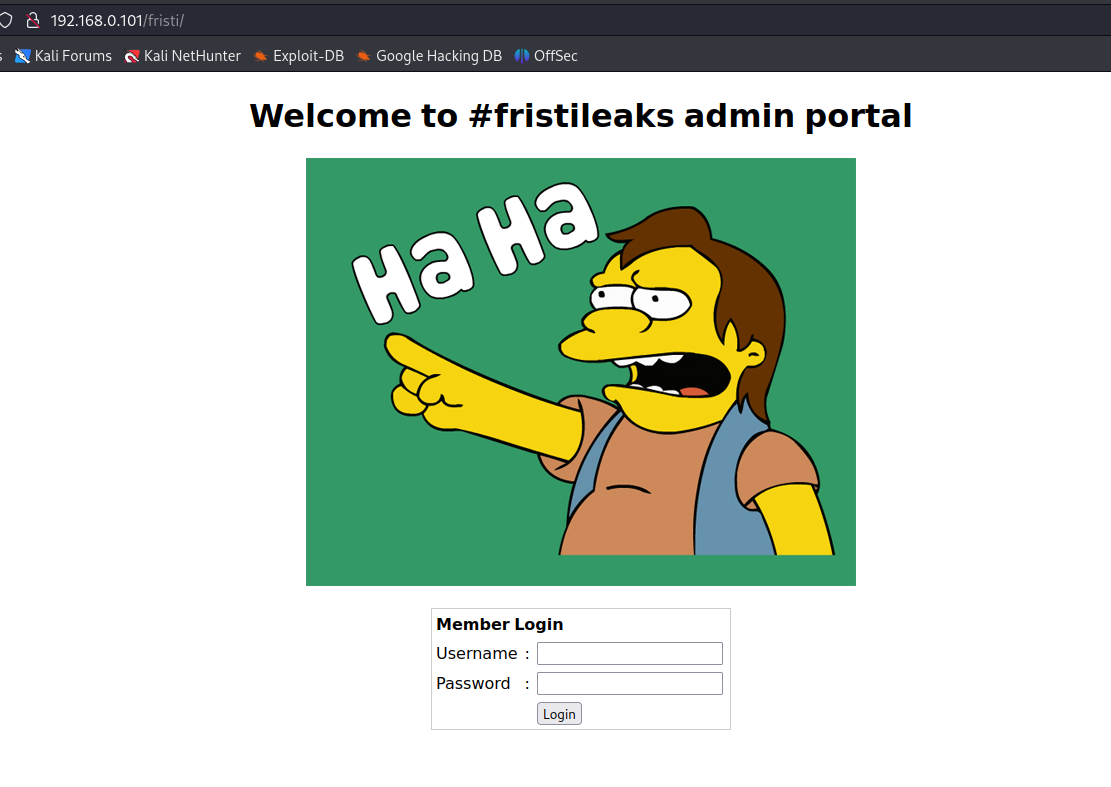 192.168.0.101/fristi/
s Kali Forums Kali NetHunter Exploit-DB Google Hacking DB OffSec
Welcome to #fristileaks admin portal
Ha Ha
Member Login
Username :
Password :
Login